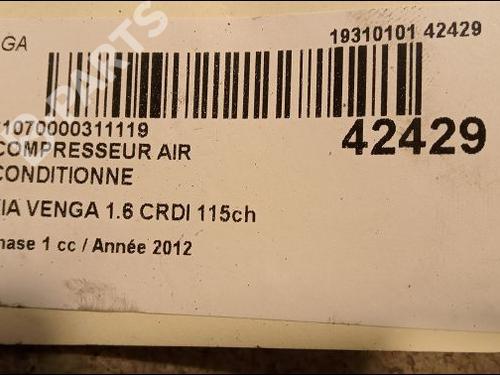 GA
19310101 42429
1070000311119
42429
COMPRESSEUR AIR
CONDITIONNE
IA VENGA 1.6 CRDI 115ch
hase 1 cc / Année 2012
PARTS